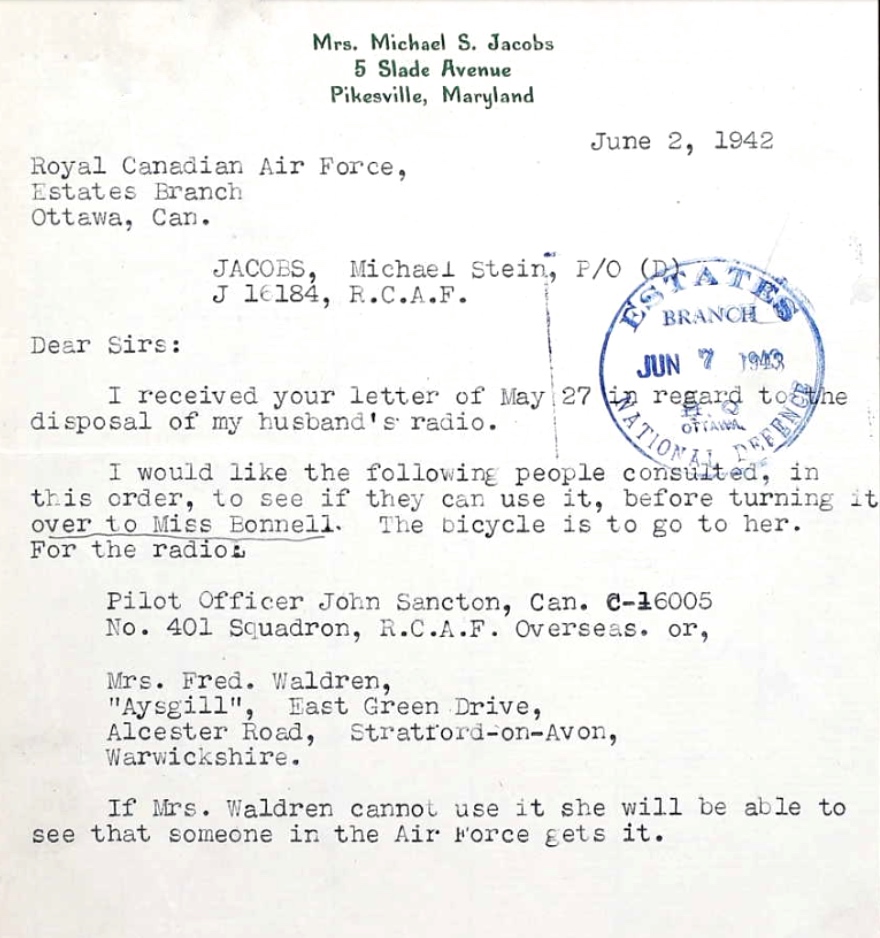 Mrs. Michael S. Jacobs
5 Slade Avenue
Pikesville, Maryland
June 2, 1942
Royal Canadian Air Force,
Estates Branch
Ottawa, Can.
JACOBS, Michael Stein, P/O (D)
J 16184, R.C.A.F.
ESTATES
BRANCH
JUN 7 1943
H. Q
OTTAWA
NATIONAL DEFENCE
Dear Sirs:
I received your letter of May 27 in regard to the
disposal of my husband's radio.
I would like the following people consulted, in
this order, to see if they can use it, before turning it
over to Miss Bonnell. The bicycle is to go to her.
For the radio:
Pilot Officer John Sancton, Can. C-16005
No. 401 Squadron, R.C.A.F. Overseas. or,
Mrs. Fred. Waldren,
"Aysgill", East Green Drive,
Alcester Road, Stratford-on-Avon,
Warwickshire.
If Mrs. Waldren cannot use it she will be able to
see that someone in the Air Force gets it.